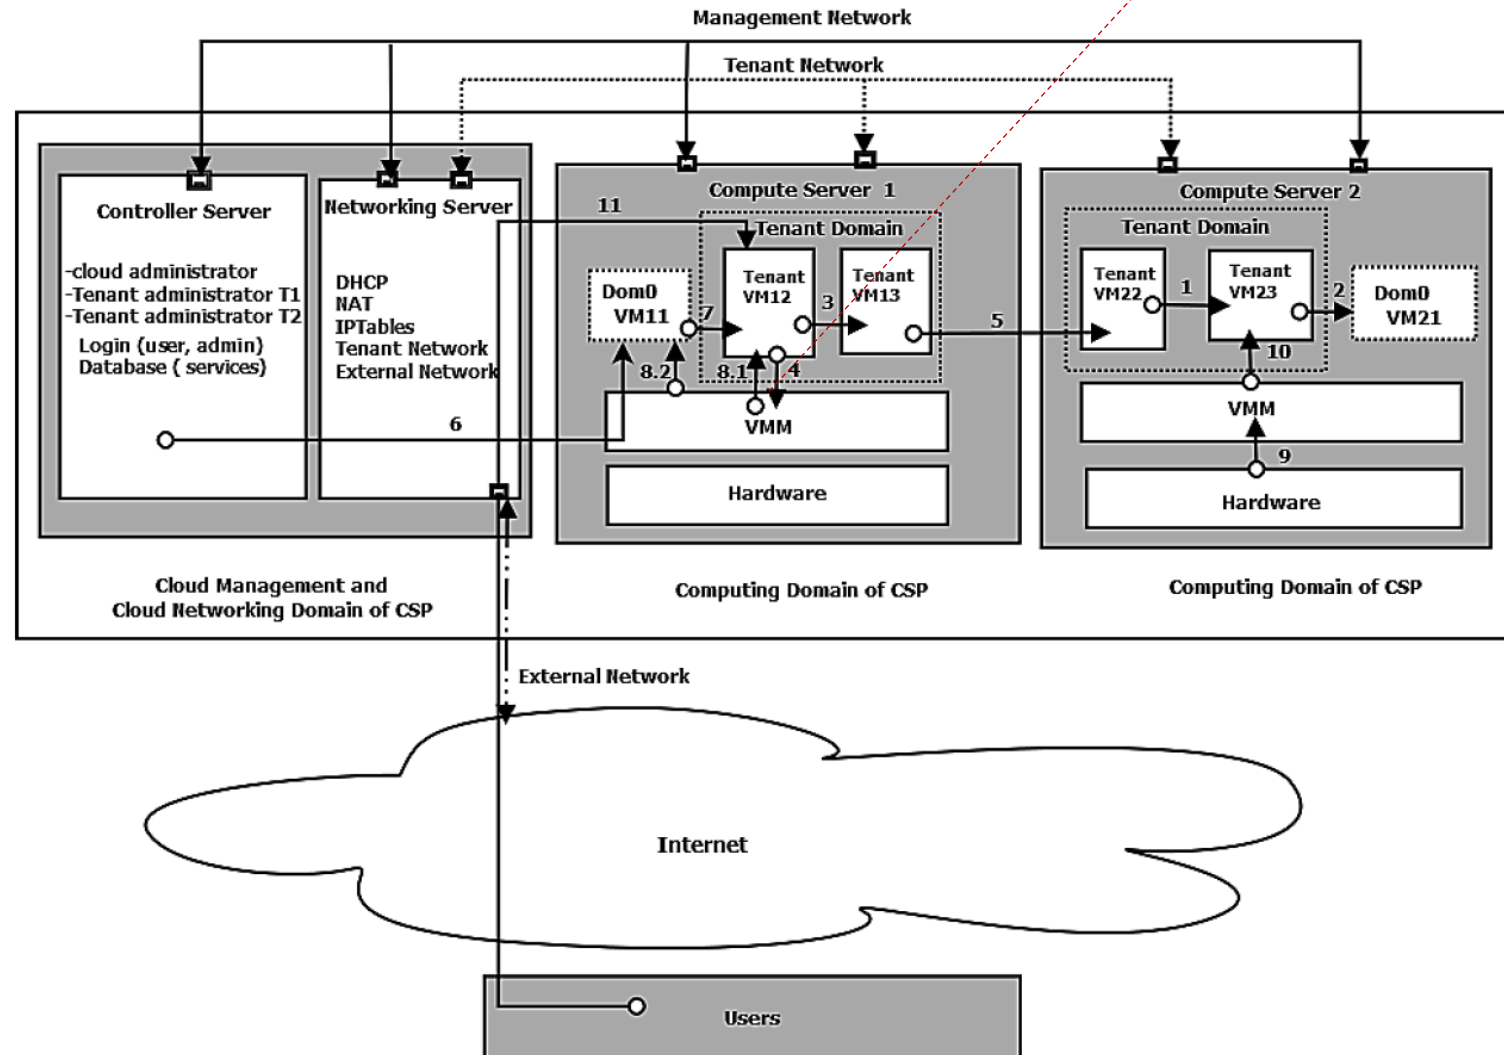 Management Network
Tenant Network
Controller Server
-cloud administrator
-Tenant administrator T1
-Tenant administrator T2
Login (user, admin)
Database ( services)
Networking Server
DHCP
NAT
IPTables
Tenant Network
External Network
6
11
Compute Server 1
Tenant Domain
Dom0
VM11
7
Tenant
VM12
3
Tenant
VM13
5
8.2
8.1
4
VMM
Hardware
Compute Server 2
Tenant Domain
Tenant
VM22
1
Tenant
VM23
2
Dom0
VM21
10
VMM
9
Hardware
Cloud Management and
Cloud Networking Domain of CSP
Computing Domain of CSP
Computing Domain of CSP
External Network
Internet
Users